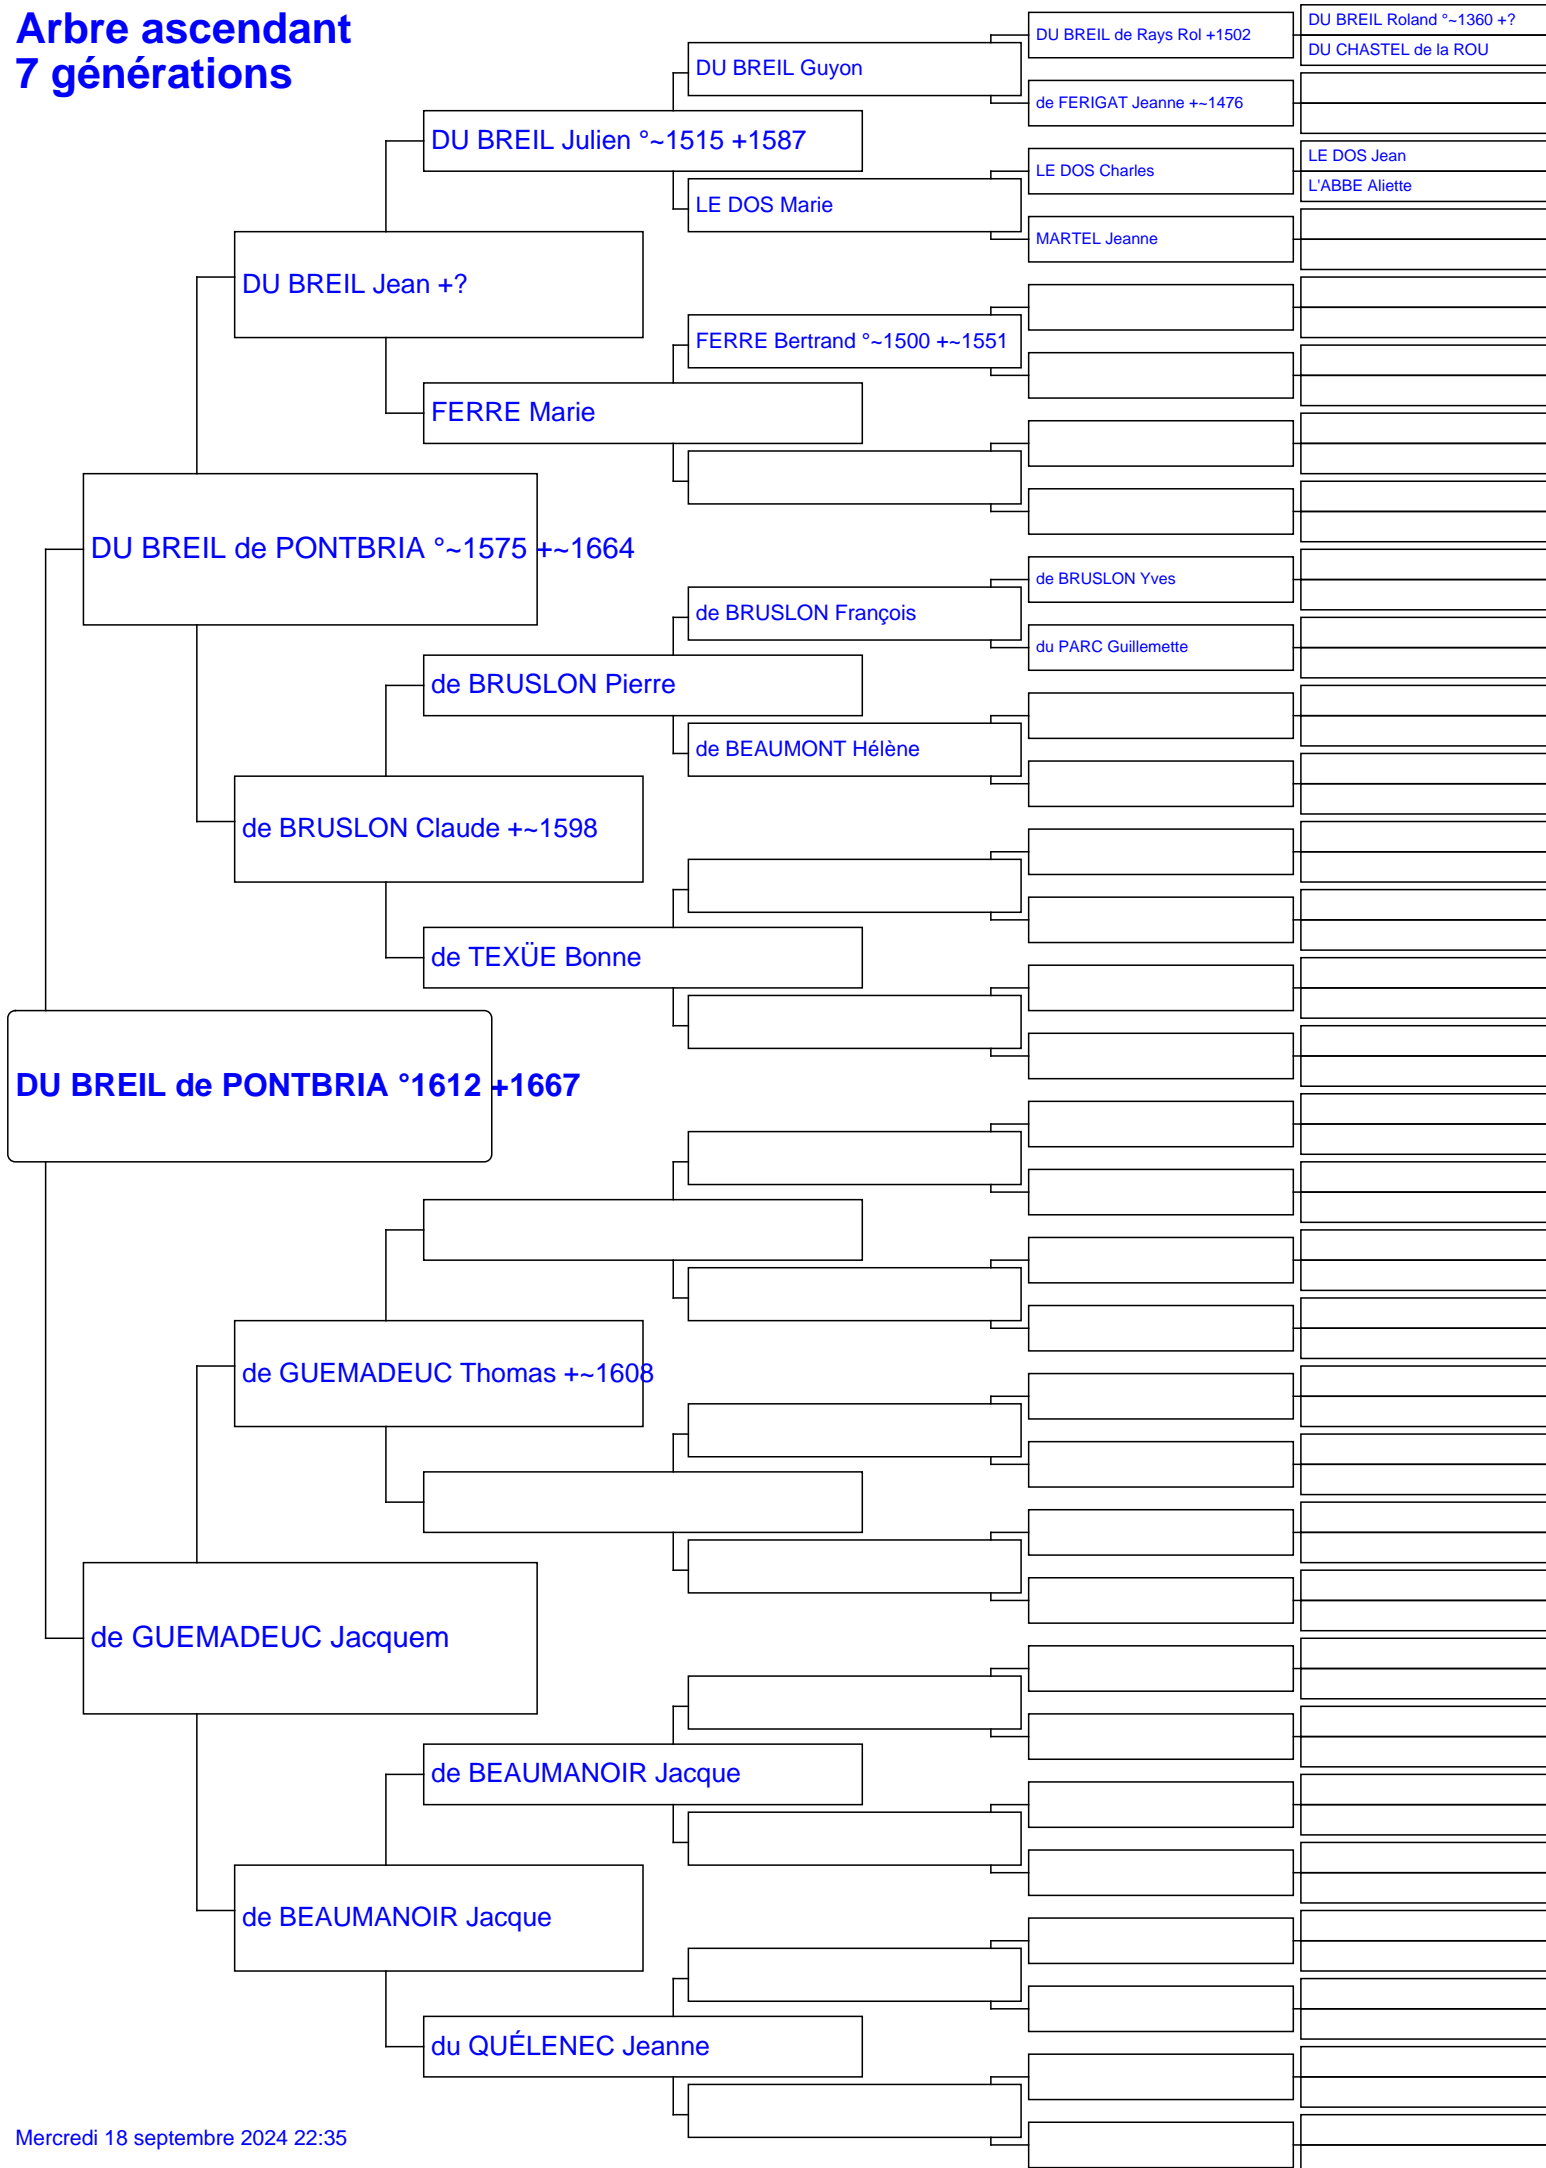 Arbre ascendant
7 générations
DU BREIL Roland °~1360 +?
DU BREIL de Rays Rol +1502
DU CHASTEL de la ROU
DU BREIL Guyon
de FERIGAT Jeanne +~1476
DU BREIL Julien °~1515 +1587
LE DOS Jean
LE DOS Charles
L'ABBE Aliette
LE DOS Marie
MARTEL Jeanne
DU BREIL Jean +?
FERRE Bertrand °~1500 +~1551
FERRE Marie
DU BREIL de PONTBRIA °~1575 +~1664
de BRUSLON Yves
de BRUSLON François
du PARC Guillemette
de BRUSLON Pierre
de BEAUMONT Hélène
de BRUSLON Claude +~1598
de TEXÜE Bonne
DU BREIL de PONTBRIA °1612 +1667
de GUEMADEUC Thomas +~1608
de GUEMADEUC Jacquem
de BEAUMANOIR Jacque
de BEAUMANOIR Jacque
du QUÉLENEC Jeanne
Mercredi 18 septembre 2024 22:35